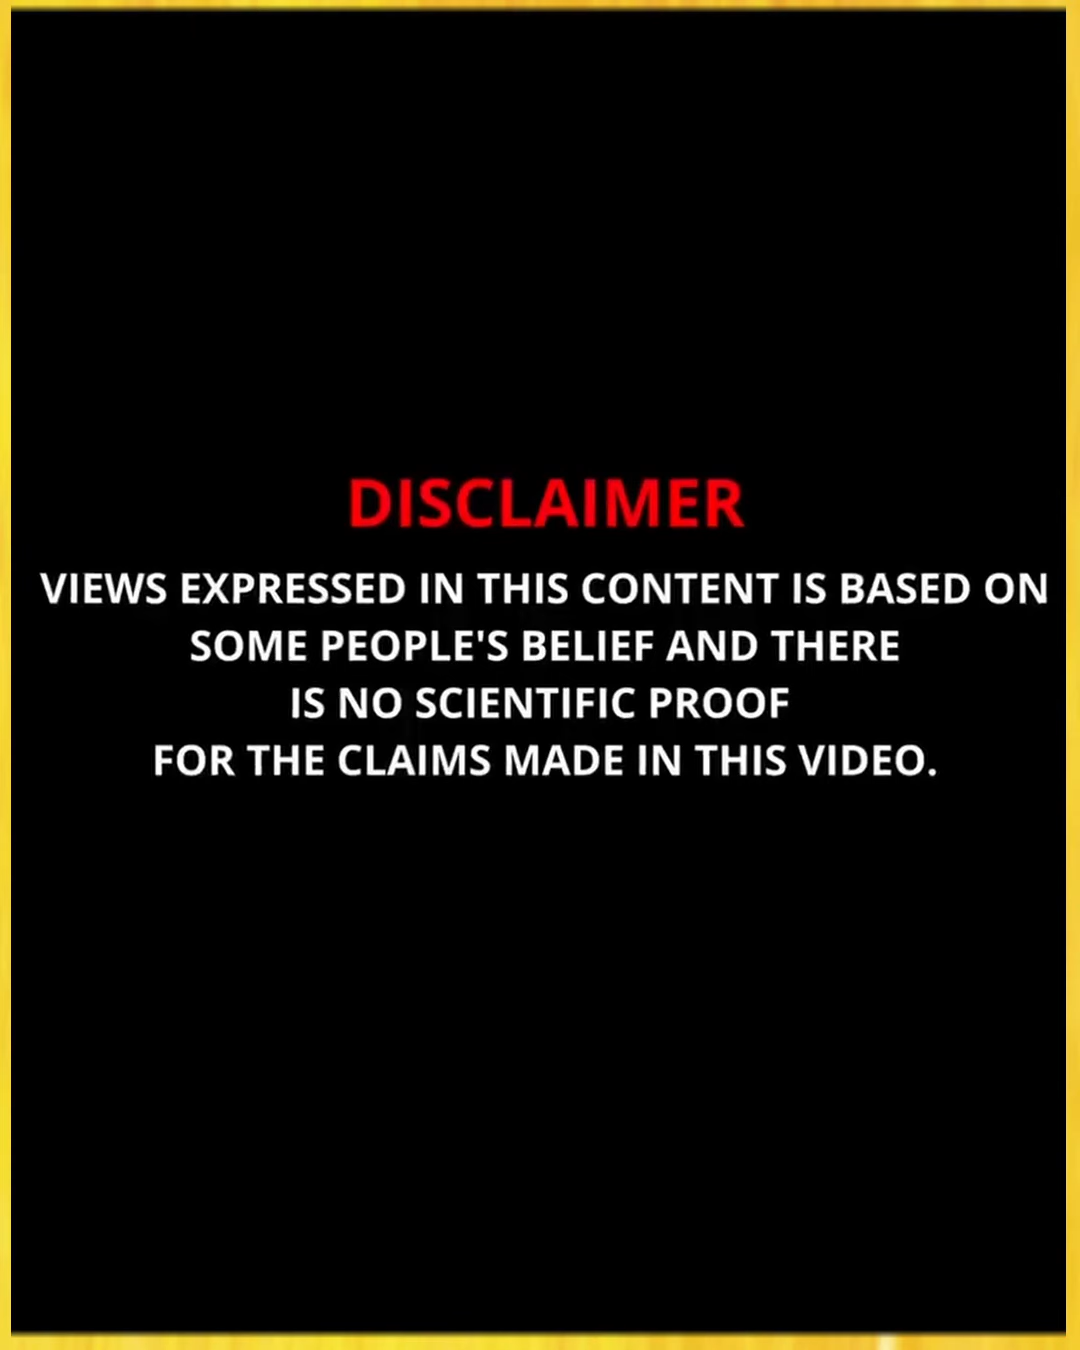 DISCLAIMER
VIEWS EXPRESSED IN THIS CONTENT IS BASED ON
SOME PEOPLE'S BELIEF AND THERE
IS NO SCIENTIFIC PROOF
FOR THE CLAIMS MADE IN THIS VIDEO.